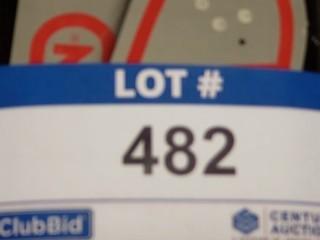 LOT #
482
ClubBid
CENTU
AUCTIO